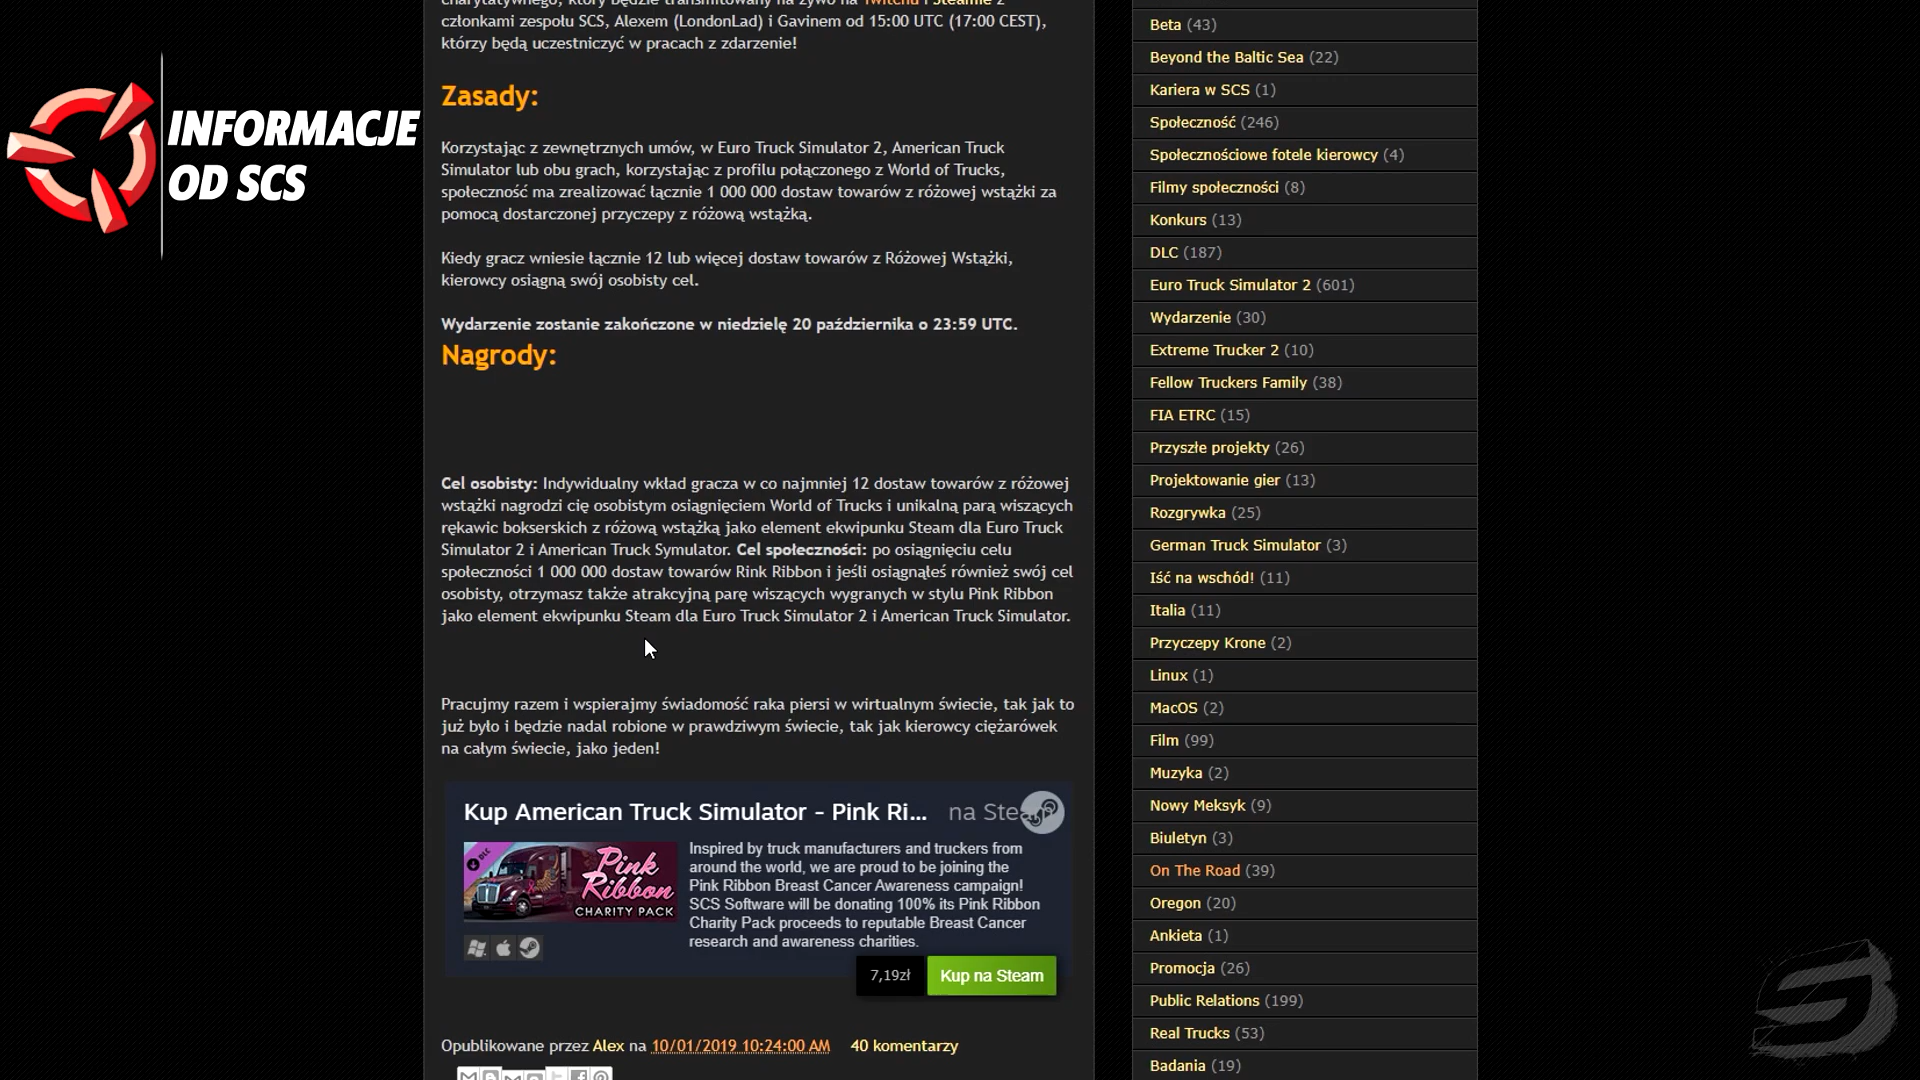 INFORMACJE
OD SCS
charytatywnego, który będzie transmitowany na żywo na Twitchu i Steamie z
członkami zespołu SCS, Alexem (LondonLad) i Gavinem od 15:00 UTC (17:00 CEST),
którzy będą uczestniczyć w pracach z zdarzenie!
Zasady:
Korzystając z zewnętrznych umów, w Euro Truck Simulator 2, American Truck
Simulator lub obu grach, korzystając z profilu połączonego z World of Trucks,
społeczność ma zrealizować łącznie 1 000 000 dostaw towarów z różowej wstążki za
pomocą dostarczonej przyczepy z różową wstążką.
Kiedy gracz wniesie łącznie 12 lub więcej dostaw towarów z Różowej Wstążki,
kierowcy osiągną swój osobisty cel.
Wydarzenie zostanie zakończone w niedzielę 20 października o 23:59 UTC.
Nagrody:
Cel osobisty: Indywidualny wkład gracza w co najmniej 12 dostaw towarów z różowej
wstążki nagrodzi cię osobistym osiągnięciem World of Trucks i unikalną parą wiszących
rękawic bokserskich z różową wstążką jako element ekwipunku Steam dla Euro Truck
Simulator 2 i American Truck Symulator. Cel społeczności: po osiągnięciu celu
społeczności 1 000 000 dostaw towarów Rink Ribbon i jeśli osiągnąłeś również swój cel
osobisty, otrzymasz także atrakcyjną parę wiszących wygranych w stylu Pink Ribbon
jako element ekwipunku Steam dla Euro Truck Simulator 2 i American Truck Simulator.
Pracujmy razem i wspierajmy świadomość raka piersi w wirtualnym świecie, tak jak to
już było i będzie nadal robione w prawdziwym świecie, tak jak kierowcy ciężarówek
na całym świecie, jako jeden!
Kup American Truck Simulator - Pink Ri... na Steam
DLC
Pink
Ribbon
CHARITY PACK
Inspired by truck manufacturers and truckers from
around the world, we are proud to be joining the
Pink Ribbon Breast Cancer Awareness campaign!
SCS Software will be donating 100% its Pink Ribbon
Charity Pack proceeds to reputable Breast Cancer
research and awareness charities.
7,19zł Kup na Steam
Opublikowane przez Alex na 10/01/2019 10:24:00 AM 40 komentarzy
Beta (43)
Beyond the Baltic Sea (22)
Kariera w SCS (1)
Społeczność (246)
Społecznościowe fotele kierowcy (4)
Filmy społeczności (8)
Konkurs (13)
DLC (187)
Euro Truck Simulator 2 (601)
Wydarzenie (30)
Extreme Trucker 2 (10)
Fellow Truckers Family (38)
FIA ETRC (15)
Przyszłe projekty (26)
Projektowanie gier (13)
Rozgrywka (25)
German Truck Simulator (3)
Iść na wschód! (11)
Italia (11)
Przyczepy Krone (2)
Linux (1)
MacOS (2)
Film (99)
Muzyka (2)
Nowy Meksyk (9)
Biuletyn (3)
On The Road (39)
Oregon (20)
Ankieta (1)
Promocja (26)
Public Relations (199)
Real Trucks (53)
Badania (19)